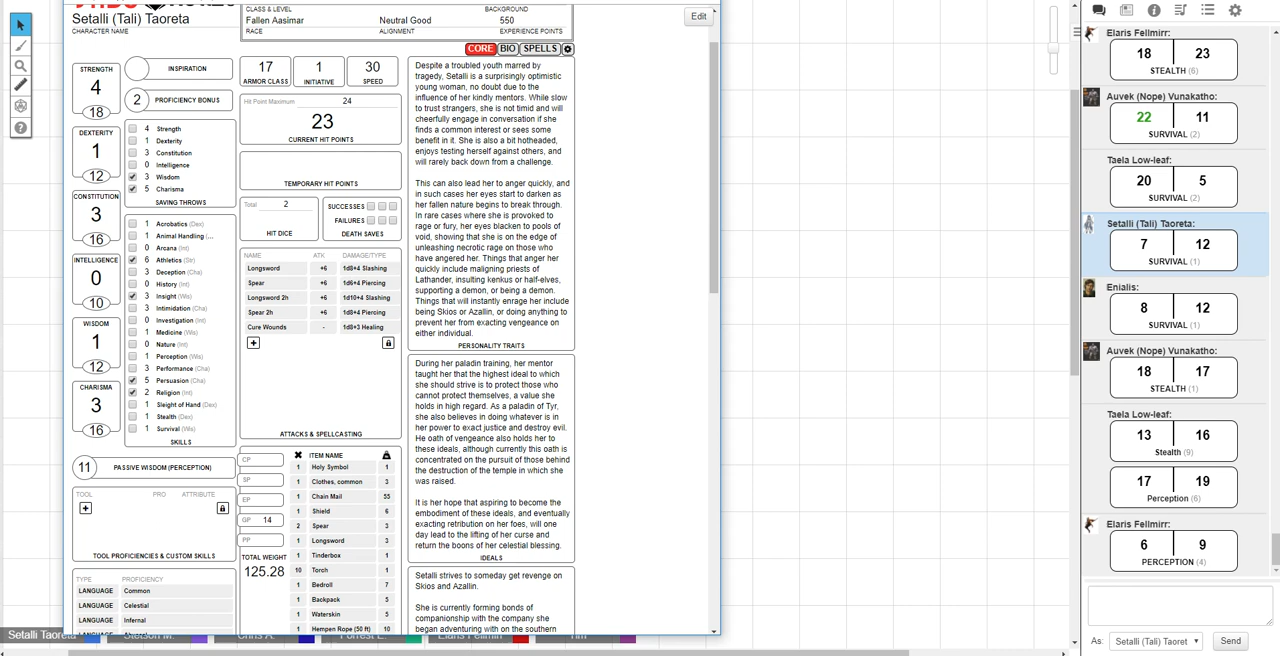 Setalli (Tali) Taoreta
CHARACTER NAME
CLASS & LEVEL
BACKGROUND
Fallen Aasimar
Neutral Good
550
RACE
ALIGNMENT
EXPERIENCE POINTS
Edit
CORE
BIO
SPELLS
STRENGTH
4
18
DEXTERITY
1
12
CONSTITUTION
3
16
INTELLIGENCE
0
10
WISDOM
1
12
CHARISMA
3
16
INSPIRATION
2 PROFICIENCY BONUS
4 Strength
1 Dexterity
3 Constitution
0 Intelligence
3 Wisdom
5 Charisma
SAVING THROWS
1 Acrobatics (Dex)
1 Animal Handling (...
0 Arcana (Int)
6 Athletics (Str)
3 Deception (Cha)
0 History (Int)
3 Insight (Wis)
3 Intimidation (Cha)
0 Investigation (Int)
1 Medicine (Wis)
0 Nature (Int)
1 Perception (Wis)
3 Performance (Cha)
5 Persuasion (Cha)
2 Religion (Int)
1 Sleight of Hand (Dex)
1 Stealth (Dex)
1 Survival (Wis)
SKILLS
11 PASSIVE WISDOM (PERCEPTION)
TOOL PRO ATTRIBUTE
TOOL PROFICIENCIES & CUSTOM SKILLS
TYPE PROFICIENCY
LANGUAGE Common
LANGUAGE Celestial
LANGUAGE Infernal
17
ARMOR CLASS
1
INITIATIVE
30
SPEED
Hit Point Maximum 24
23
CURRENT HIT POINTS
TEMPORARY HIT POINTS
Total 2
HIT DICE
SUCCESSES
FAILURES
DEATH SAVES
NAME ATK DAMAGE/TYPE
Longsword +6 1d8+4 Slashing
Spear +6 1d6+4 Piercing
Longsword 2h +6 1d10+4 Slashing
Spear 2h +6 1d8+4 Piercing
Cure Wounds - 1d8+3 Healing
ATTACKS & SPELLCASTING
CP
SP
EP
GP 14
PP
TOTAL WEIGHT
125.28
ITEM NAME
1 Holy Symbol 1
1 Clothes, common 3
1 Chain Mail 55
1 Shield 6
2 Spear 3
1 Longsword 3
1 Tinderbox 1
10 Torch 1
1 Bedroll 7
1 Backpack 5
1 Waterskin 5
1 Hempen Rope (50 ft) 10
Despite a troubled youth marred by
tragedy, Setalli is a surprisingly optimistic
young woman, no doubt due to the
influence of her kindly mentors. While slow
to trust strangers, she is not timid and will
cheerfully engage in conversation if she
finds a common interest or sees some
benefit in it. She is also a bit hotheaded,
enjoys testing herself against others, and
will rarely back down from a challenge.
This can also lead her to anger quickly, and
in such cases her eyes start to darken as
her fallen nature begins to break through.
In rare cases where she is provoked to
rage or fury, her eyes blacken to pools of
void, showing that she is on the edge of
unleashing necrotic rage on those who
have angered her. Things that anger her
quickly include maligning priests of
Lathander, insulting kenkus or half-elves,
supporting a demon, or being a demon.
Things that will instantly enrage her include
being Skios or Azallin, or doing anything to
prevent her from exacting vengeance on
either individual.
PERSONALITY TRAITS
During her paladin training, her mentor
taught her that the highest ideal to which
she should strive is to protect those who
cannot protect themselves, a value she
holds in high regard. As a paladin of Tyr,
she also believes in doing whatever is in
her power to exact justice and destroy evil.
He oath of vengeance also holds her to
these ideals, although currently this oath is
concentrated on the pursuit of those behind
the destruction of the temple in which she
was raised.
It is her hope that aspiring to become the
embodiment of these ideals, and eventually
exacting retribution on her foes, will one
day lead to the lifting of her curse and
return the boons of her celestial blessing.
IDEALS
Setalli strives to someday get revenge on
Skios and Azallin.
She is currently forming bonds of
companionship with the company she
began adventuring with on the southern
Setalli Taoreta
Elaris Fellmirr:
18 23
STEALTH (6)
Auvek (Nope) Vunakatho:
22 11
SURVIVAL (2)
Taela Low-leaf:
20 5
SURVIVAL (2)
Setalli (Tali) Taoreta:
7 12
SURVIVAL (1)
Enialis:
8 12
SURVIVAL (1)
Auvek (Nope) Vunakatho:
18 17
STEALTH (1)
Taela Low-leaf:
13 16
Stealth (9)
17 19
Perception (6)
Elaris Fellmirr:
6 9
PERCEPTION (4)
As: Setalli (Tali) Taoret
Send